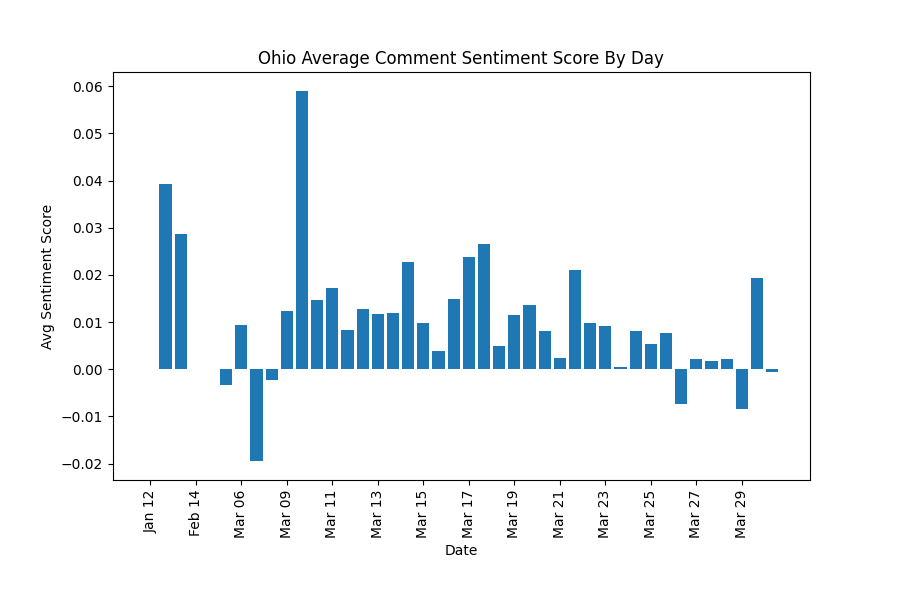 Ohio Average Comment Sentiment Score By Day
0.06
0.05
0.04
0.03
0.02
0.01
0.00
−0.01
−0.02
Avg Sentiment Score
Jan 12
Feb 14
Mar 06
Mar 09
Mar 11
Mar 13
Mar 15
Mar 17
Mar 19
Mar 21
Mar 23
Mar 25
Mar 27
Mar 29
Date